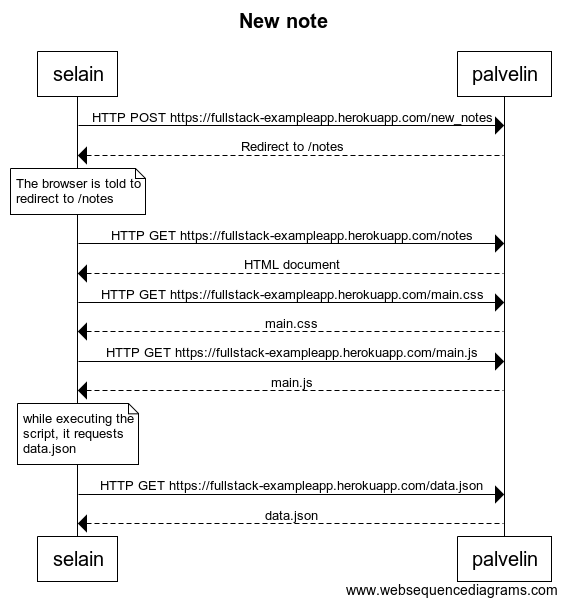 New note
selain
palvelin
HTTP POST https://fullstack-exampleapp.herokuapp.com/new_notes
Redirect to /notes
The browser is told to
redirect to /notes
HTTP GET https://fullstack-exampleapp.herokuapp.com/notes
HTML document
HTTP GET https://fullstack-exampleapp.herokuapp.com/main.css
main.css
HTTP GET https://fullstack-exampleapp.herokuapp.com/main.js
main.js
while executing the
script, it requests
data.json
HTTP GET https://fullstack-exampleapp.herokuapp.com/data.json
data.json
selain
palvelin
www.websequencediagrams.com